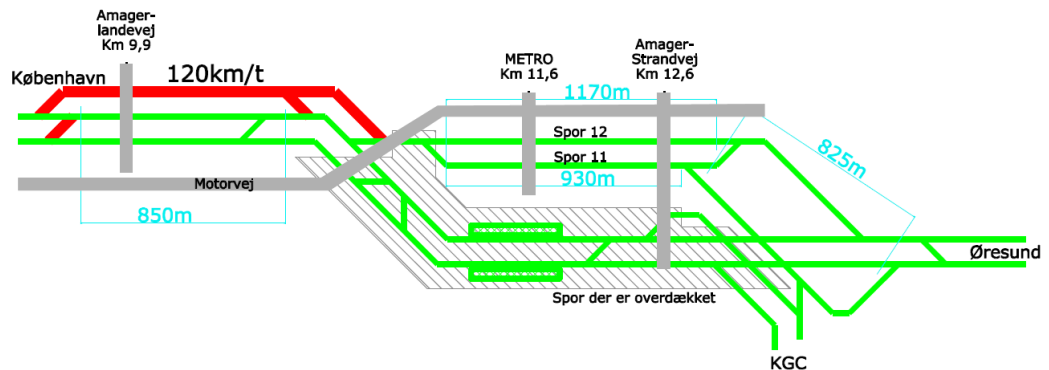 Amager-
landevej
Km 9,9
København
120km/t
METRO
Km 11,6
Amager-
Strandvej
Km 12,6
1170m
Spor 12
Spor 11
930m
825m
Motorvej
850m
Øresund
Spor der er overdækket
KGC